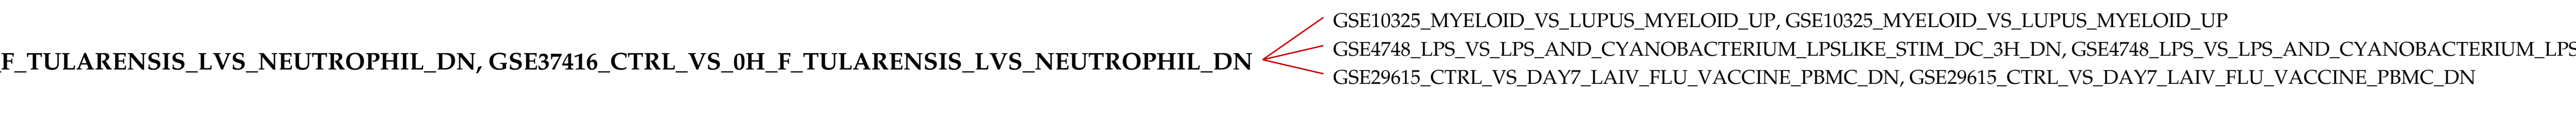 F_TULARENSIS_LVS_NEUTROPHIL_DN, GSE37416_CTRL_VS_0H_F_TULARENSIS_LVS_NEUTROPHIL_DN
GSE10325_MYELOID_VS_LUPUS_MYELOID_UP, GSE10325_MYELOID_VS_LUPUS_MYELOID_UP
GSE4748_LPS_VS_LPS_AND_CYANOBACTERIUM_LPSLIKE_STIM_DC_3H_DN, GSE4748_LPS_VS_LPS_AND_CYANOBACTERIUM_LPS
GSE29615_CTRL_VS_DAY7_LAIV_FLU_VACCINE_PBMC_DN, GSE29615_CTRL_VS_DAY7_LAIV_FLU_VACCINE_PBMC_DN